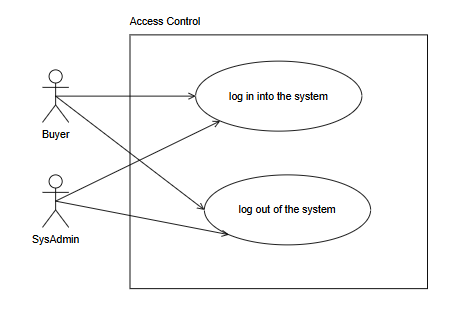 Access Control
log in into the system
Buyer
log out of the system
SysAdmin